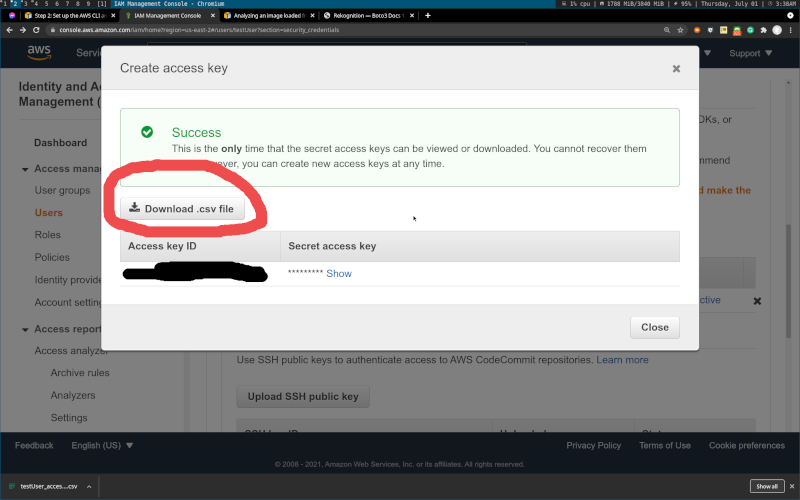 1 2 3 4 5 6 7 8 9 [1] IAM Management Console - Chromium
1% cpu | 1788 MiB/3840 MiB | 95% | Thursday, July 01 | 3:38AM
Step 2: Set up the AWS CLI an
IAM Management Console
Analyzing an image loaded f
Rekognition — Boto3 Docs 1
console.aws.amazon.com/iam/home?region=us-east-2#/users/testUser?section=security_credentials
aws
Servi
Support
Identity and Ac
Management (
Dashboard
Access mana
User groups
Users
Roles
Policies
Identity provide
Account setting
Access report
Access analyze
Archive rules
Analyzers
Settings
Create access key
Success
This is the only time that the secret access keys can be viewed or downloaded. You cannot recover them
ever, you can create new access keys at any time.
Download .csv file
Access key ID Secret access key
********* Show
Close
DKs, or
mmend
d make the
ctive
Use SSH public keys to authenticate access to AWS CodeCommit repositories. Learn more
Upload SSH public key
Feedback English (US) Privacy Policy Terms of Use Cookie preferences
© 2008 - 2021, Amazon Web Services, Inc. or its affiliates. All rights reserved.
testUser_acces....csv
Show all